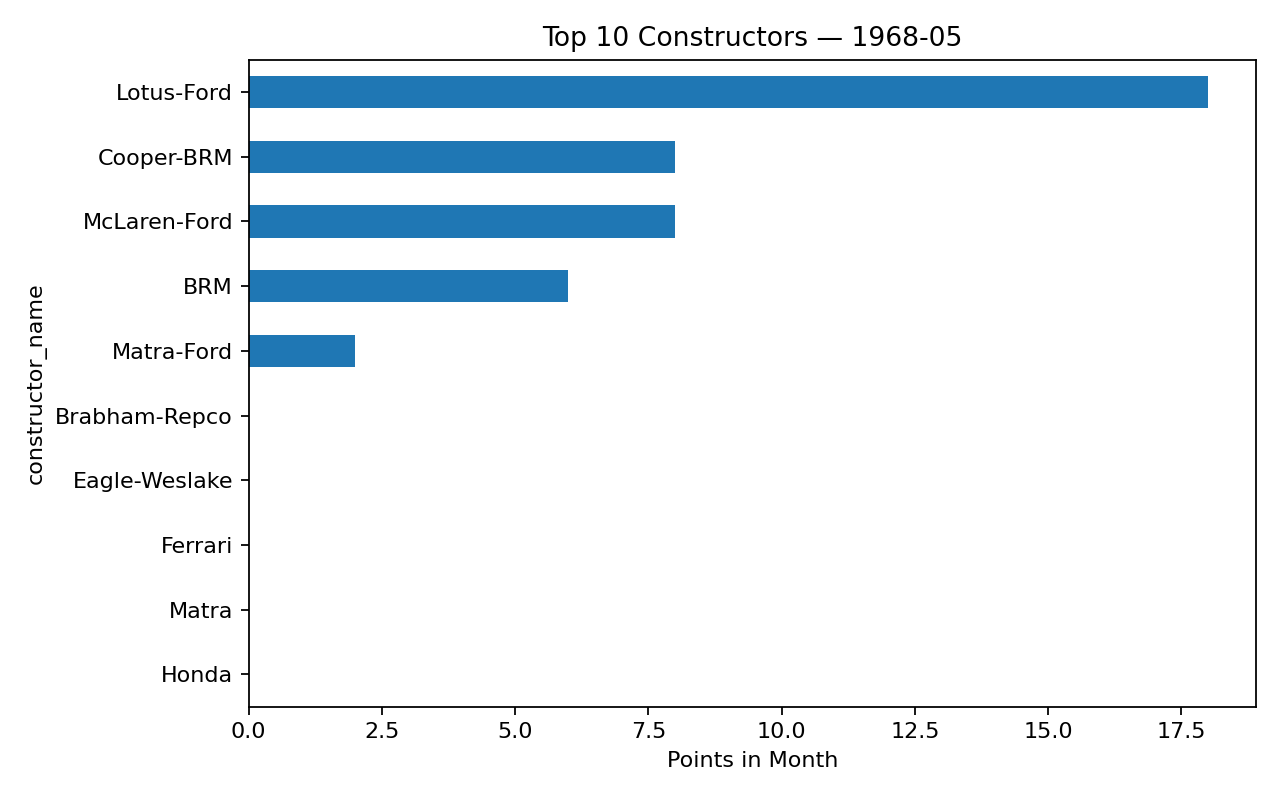 Top 10 Constructors — 1968-05
constructor_name
Lotus-Ford
Cooper-BRM
McLaren-Ford
BRM
Matra-Ford
Brabham-Repco
Eagle-Weslake
Ferrari
Matra
Honda
0.0 2.5 5.0 7.5 10.0 12.5 15.0 17.5
Points in Month